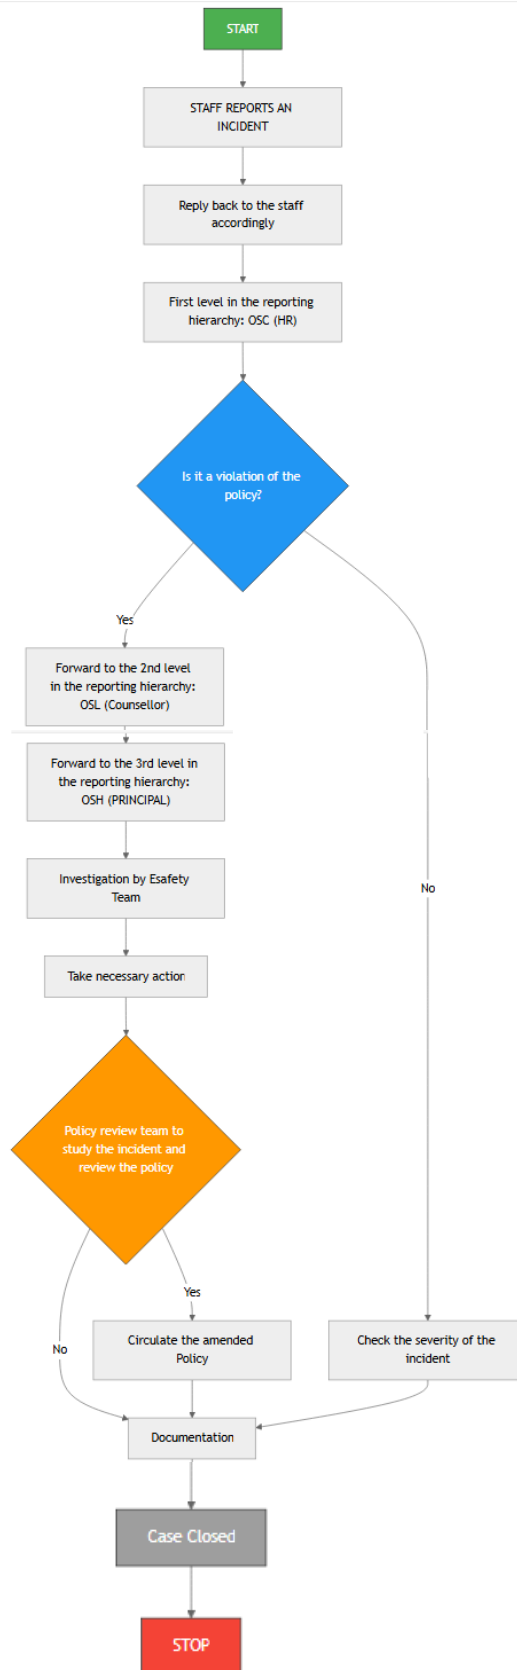 START
STAFF REPORTS AN
INCIDENT
Reply back to the staff
accordingly
First level in the reporting
hierarchy: OSC (HR)
Is it a violation of the
policy?
Yes
Forward to the 2nd level
in the reporting hierarchy:
OSL (Counsellor)
Forward to the 3rd level in
the reporting hierarchy:
OSH (PRINCIPAL)
Investigation by Esafety
Team
No
Take necessary action
Policy review team to
study the incident and
review the policy
Yes
No
Circulate the amended
Policy
Check the severity of the
incident
Documentation
Case Closed
STOP